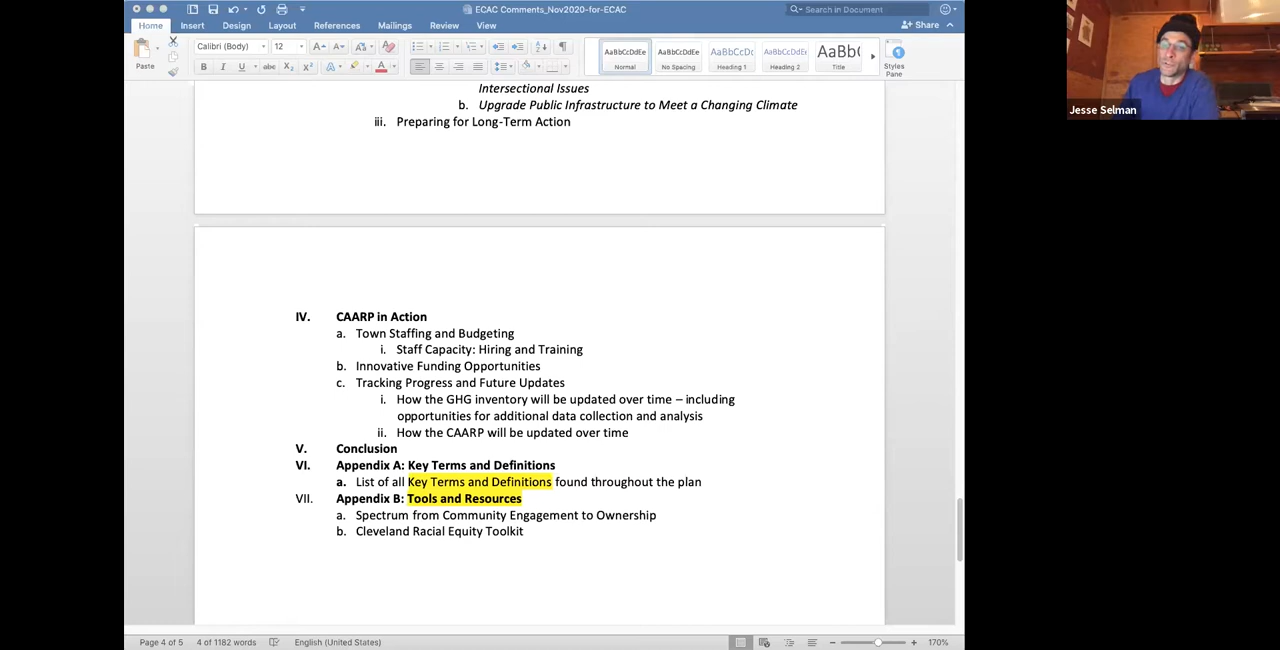 ECAC Comments_Nov2020-for-ECAC
Search in Document
Home Insert Design Layout References Mailings Review View
Share
Paste
Calibri (Body) 12
AaBbCcDdEe AaBbCcDdEe AaBbCcDc AaBbCcDdEe AaBb(
Normal No Spacing Heading 1 Heading 2 Title
Styles Pane
Intersectional Issues
b. Upgrade Public Infrastructure to Meet a Changing Climate
iii. Preparing for Long-Term Action
IV. CAARP in Action
a. Town Staffing and Budgeting
i. Staff Capacity: Hiring and Training
b. Innovative Funding Opportunities
c. Tracking Progress and Future Updates
i. How the GHG inventory will be updated over time – including
opportunities for additional data collection and analysis
ii. How the CAARP will be updated over time
V. Conclusion
VI. Appendix A: Key Terms and Definitions
a. List of all Key Terms and Definitions found throughout the plan
VII. Appendix B: Tools and Resources
a. Spectrum from Community Engagement to Ownership
b. Cleveland Racial Equity Toolkit
Page 4 of 5 4 of 1182 words English (United States) 170%
Jesse Selman